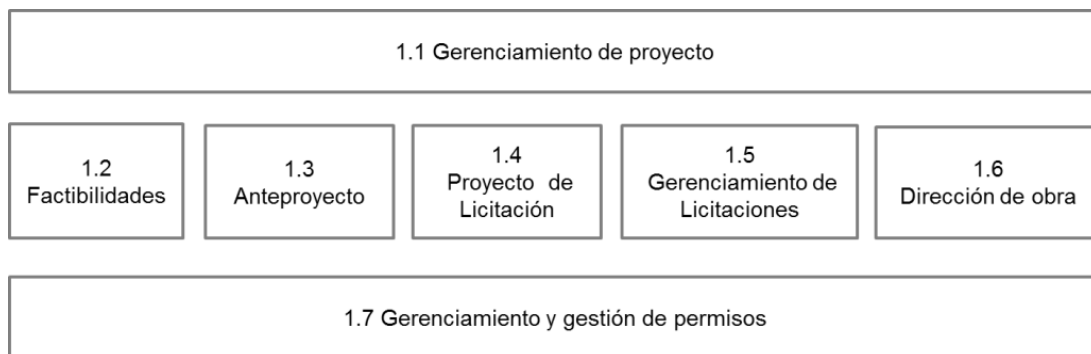 1.1 Gerenciamiento de proyecto
1.2
Factibilidades
1.3
Anteproyecto
1.4
Proyecto de
Licitación
1.5
Gerenciamiento de
Licitaciones
1.6
Dirección de obra
1.7 Gerenciamiento y gestión de permisos